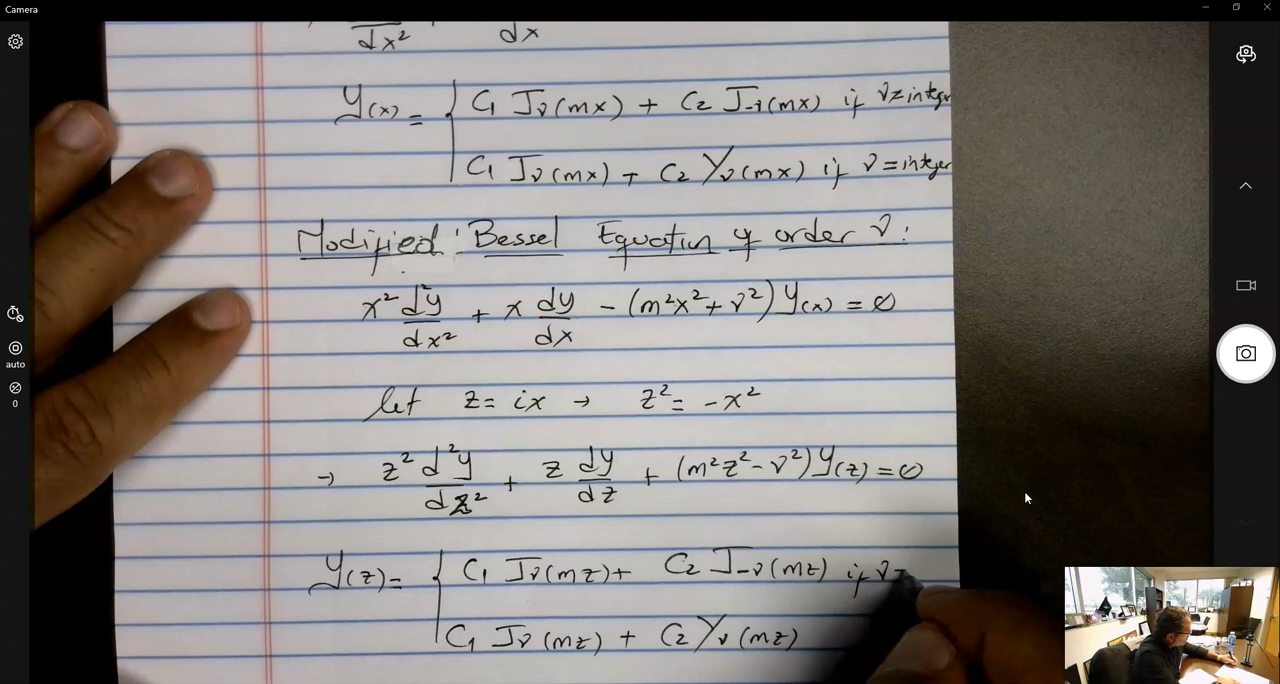 Camera
dx² dx
y(x) = { C₁ Jν(mx) + C₂ J₋ν(mx) if ν≠integer
C₁ Jν(mx) + C₂ Yν(mx) if ν = integer
Modified Bessel Equation of order ν:
x² d²y/dx² + x dy/dx - (m²x² + ν²) y(x) = 0
let z = ix → z² = -x²
→ z² d²y/dz² + z dy/dz + (m²z² - ν²) y(z) = 0
y(z) = { C₁ Jν(mz) + C₂ J₋ν(mz) if ν
C₁ Jν(mz) + C₂ Yν(mz)
auto
0